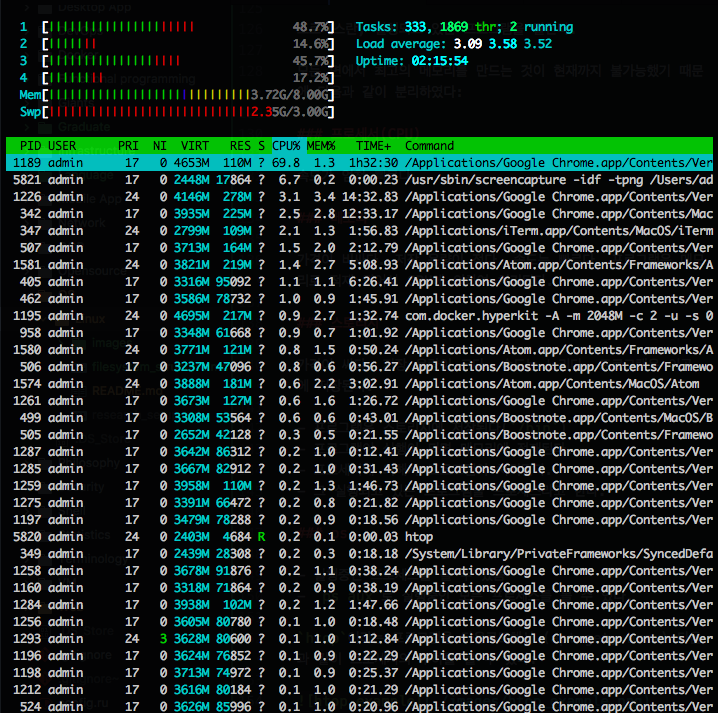 1 [|||||||||||||||||||||| 48.7%] Tasks: 333, 1869 thr; 2 running
2 [||||||| 14.6%] Load average: 3.09 3.58 3.52
3 [|||||||||||||||||||| 45.7%] Uptime: 02:15:54
4 [|||||||| 17.2%]
Mem[||||||||||||||||||||||||||||||3.72G/8.00G]
Swp[||||||||||||||||||||||||||||||2.35G/3.00G]
PID USER PRI NI VIRT RES S CPU% MEM% TIME+ Command
1189 admin 17 0 4653M 110M ? 69.8 1.3 1h32:30 /Applications/Google Chrome.app/Contents/Ver
5821 admin 17 0 2448M 17864 ? 6.7 0.2 0:00.23 /usr/sbin/screencapture -idf -tpng /Users/ad
1226 admin 24 0 4146M 278M ? 3.1 3.4 14:32.83 /Applications/Google Chrome.app/Contents/Ver
342 admin 17 0 3935M 225M ? 2.5 2.8 12:33.17 /Applications/Google Chrome.app/Contents/Mac
347 admin 24 0 2799M 109M ? 2.1 1.3 1:56.83 /Applications/iTerm.app/Contents/MacOS/iTerm
507 admin 17 0 3713M 164M ? 1.5 2.0 2:12.79 /Applications/Google Chrome.app/Contents/Ver
1581 admin 24 0 3821M 219M ? 1.4 2.7 5:08.93 /Applications/Atom.app/Contents/Frameworks/A
405 admin 17 0 3316M 95092 ? 1.1 1.1 6:26.41 /Applications/Google Chrome.app/Contents/Ver
462 admin 17 0 3586M 78732 ? 1.0 0.9 1:45.91 /Applications/Google Chrome.app/Contents/Ver
1195 admin 24 0 4695M 217M ? 0.9 2.7 1:32.74 com.docker.hyperkit -A -m 2048M -c 2 -u -s 0
958 admin 17 0 3348M 61668 ? 0.9 0.7 1:01.92 /Applications/Google Chrome.app/Contents/Ver
1580 admin 24 0 3771M 121M ? 0.8 1.5 0:50.24 /Applications/Atom.app/Contents/Frameworks/A
506 admin 17 0 3237M 47096 ? 0.8 0.6 0:56.27 /Applications/Boostnote.app/Contents/Framewo
1574 admin 24 0 3888M 181M ? 0.6 2.2 3:02.91 /Applications/Atom.app/Contents/MacOS/Atom
1261 admin 17 0 3673M 127M ? 0.6 1.6 1:26.72 /Applications/Google Chrome.app/Contents/Ver
499 admin 17 0 3308M 53564 ? 0.6 0.6 0:43.01 /Applications/Boostnote.app/Contents/MacOS/B
505 admin 17 0 2652M 42128 ? 0.3 0.5 0:21.55 /Applications/Boostnote.app/Contents/Framewo
1287 admin 17 0 3642M 86312 ? 0.2 1.0 0:12.41 /Applications/Google Chrome.app/Contents/Ver
1285 admin 17 0 3667M 82912 ? 0.2 1.0 0:31.43 /Applications/Google Chrome.app/Contents/Ver
1259 admin 17 0 3958M 110M ? 0.2 1.3 1:46.73 /Applications/Google Chrome.app/Contents/Ver
1275 admin 17 0 3391M 66472 ? 0.2 0.8 0:21.82 /Applications/Google Chrome.app/Contents/Ver
1197 admin 17 0 3479M 78288 ? 0.2 0.9 0:18.56 /Applications/Google Chrome.app/Contents/Ver
5820 admin 24 0 2403M 4684 R 0.2 0.1 0:00.03 htop
349 admin 17 0 2439M 28308 ? 0.2 0.3 0:18.18 /System/Library/PrivateFrameworks/SyncedDefa
1258 admin 17 0 3678M 91876 ? 0.2 1.1 0:38.24 /Applications/Google Chrome.app/Contents/Ver
1160 admin 17 0 3318M 71864 ? 0.2 0.9 0:38.19 /Applications/Google Chrome.app/Contents/Ver
1284 admin 17 0 3938M 102M ? 0.2 1.2 1:47.66 /Applications/Google Chrome.app/Contents/Ver
1256 admin 17 0 3605M 80780 ? 0.1 1.0 0:18.48 /Applications/Google Chrome.app/Contents/Ver
1293 admin 24 3 3628M 80600 ? 0.1 1.0 1:12.84 /Applications/Google Chrome.app/Contents/Ver
1196 admin 17 0 3624M 76852 ? 0.1 0.9 0:22.29 /Applications/Google Chrome.app/Contents/Ver
1198 admin 17 0 3713M 74972 ? 0.1 0.9 0:25.37 /Applications/Google Chrome.app/Contents/Ver
1212 admin 17 0 3616M 80184 ? 0.1 1.0 0:21.29 /Applications/Google Chrome.app/Contents/Ver
524 admin 17 0 3626M 85996 ? 0.1 1.0 0:20.96 /Applications/Google Chrome.app/Contents/Ver